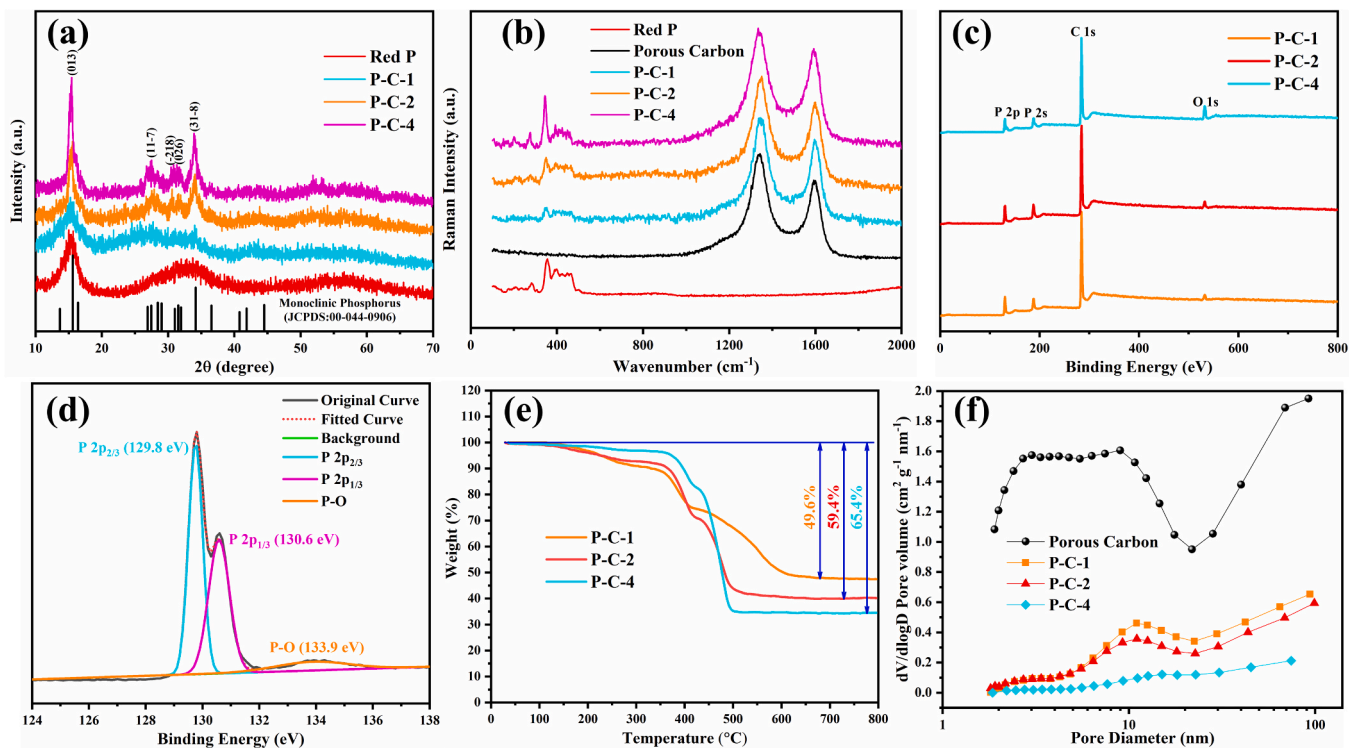 (a)
Red P
P-C-1
P-C-2
P-C-4
(013)
(11-7)
(-218)
(026)
(31-8)
Monoclinic Phosphorus
(JCPDS:00-044-0906)
Intensity (a.u.)
10 20 30 40 50 60 70
2θ (degree)
(b)
Red P
Porous Carbon
P-C-1
P-C-2
P-C-4
Raman Intensity (a.u.)
0 400 800 1200 1600 2000
Wavenumber (cm⁻¹)
(c)
C 1s
P-C-1
P-C-2
P-C-4
P 2p P 2s
O 1s
Intensity (a.u.)
0 200 400 600 800
Binding Energy (eV)
(d)
Original Curve
Fitted Curve
Background
P 2p₂/₃
P 2p₁/₃
P-O
P 2p₂/₃ (129.8 eV)
P 2p₁/₃ (130.6 eV)
P-O (133.9 eV)
Intensity (a.u.)
124 126 128 130 132 134 136 138
Binding Energy (eV)
(e)
120
110
100
90
80
70
60
50
40
30
20
10
0
Weight (%)
49.6%
59.4%
65.4%
P-C-1
P-C-2
P-C-4
0 100 200 300 400 500 600 700 800
Temperature (°C)
(f)
2.0
1.8
1.6
1.4
1.2
1.0
0.8
0.6
0.4
0.2
0.0
dV/dlogD Pore volume (cm² g⁻¹ nm⁻¹)
Porous Carbon
P-C-1
P-C-2
P-C-4
1 10 100
Pore Diameter (nm)